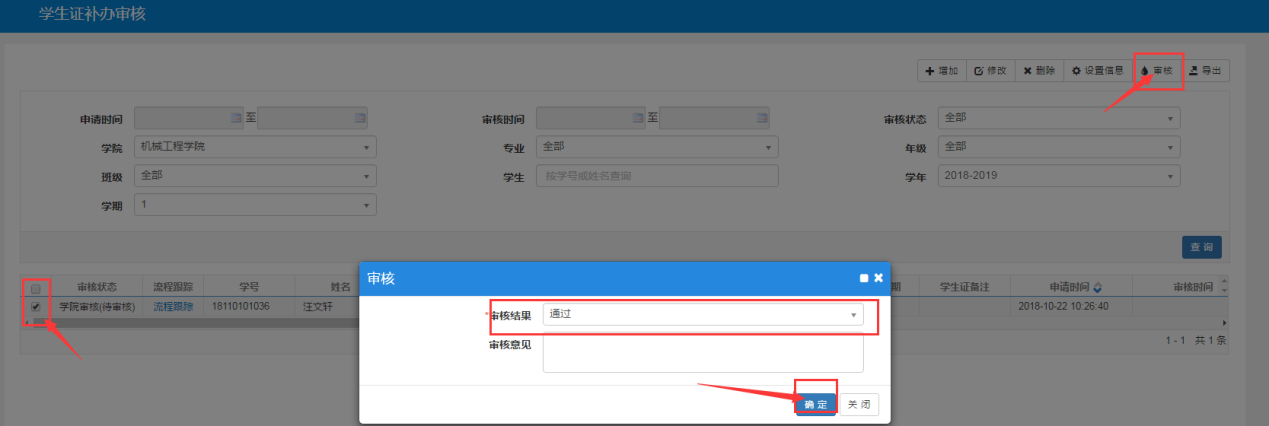 学生证补办审核
增加 修改 删除 设置信息 审核 导出
申请时间 至 审核时间 至 审核状态 全部
学院 机械工程学院 专业 全部 年级 全部
班级 全部 学生 按学号或姓名查询 学年 2018-2019
学期 1
查询
审核状态 流程跟踪 学号 姓名 期 学生证备注 申请时间 审核时间
学院审核(待审核) 流程跟踪 18110101036 汪文轩 2018-10-22 10:26:40
1 - 1 共 1 条
审核
*审核结果 通过
审核意见
确定 关闭